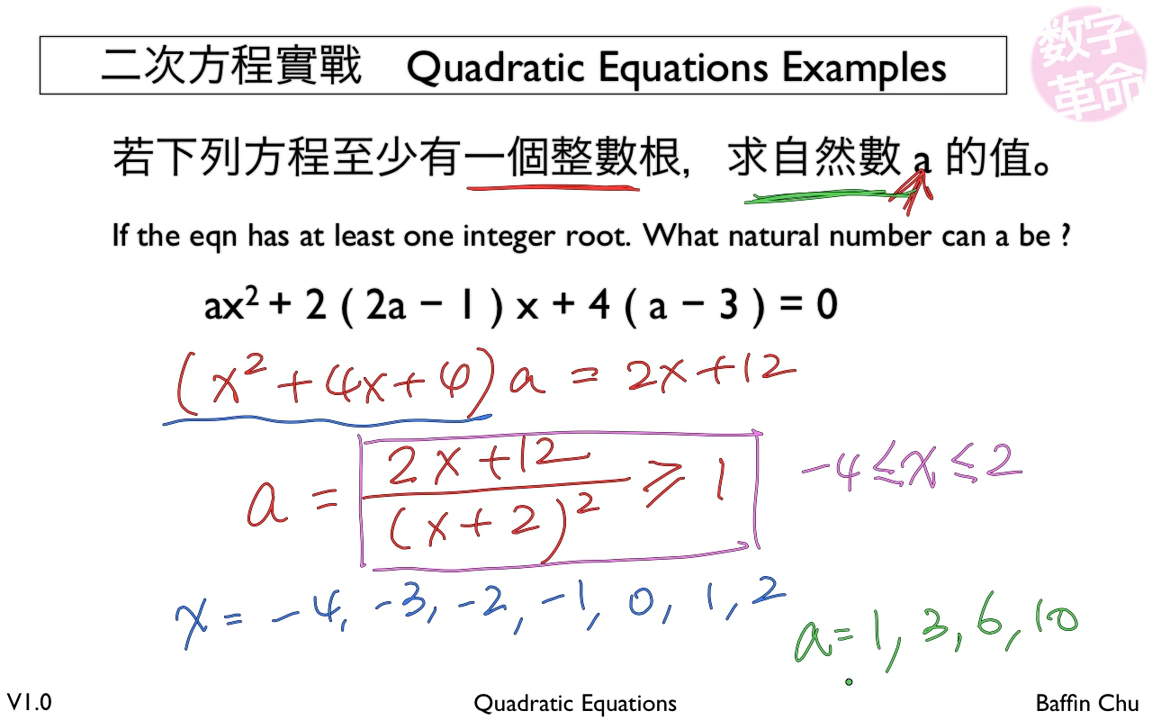 数字
革命
二次方程實戰 Quadratic Equations Examples
若下列方程至少有一個整數根, 求自然數 a 的值。
If the eqn has at least one integer root. What natural number can a be ?
ax² + 2 ( 2a − 1 ) x + 4 ( a − 3 ) = 0
(x² + 4x + 4) a = 2x + 12
a = (2x + 12) / (x + 2)² ⩾ 1
-4 ≤ x ≤ 2
x = -4, -3, -2, -1, 0, 1, 2
a = 1, 3, 6, 10
V1.0 Quadratic Equations Baffin Chu